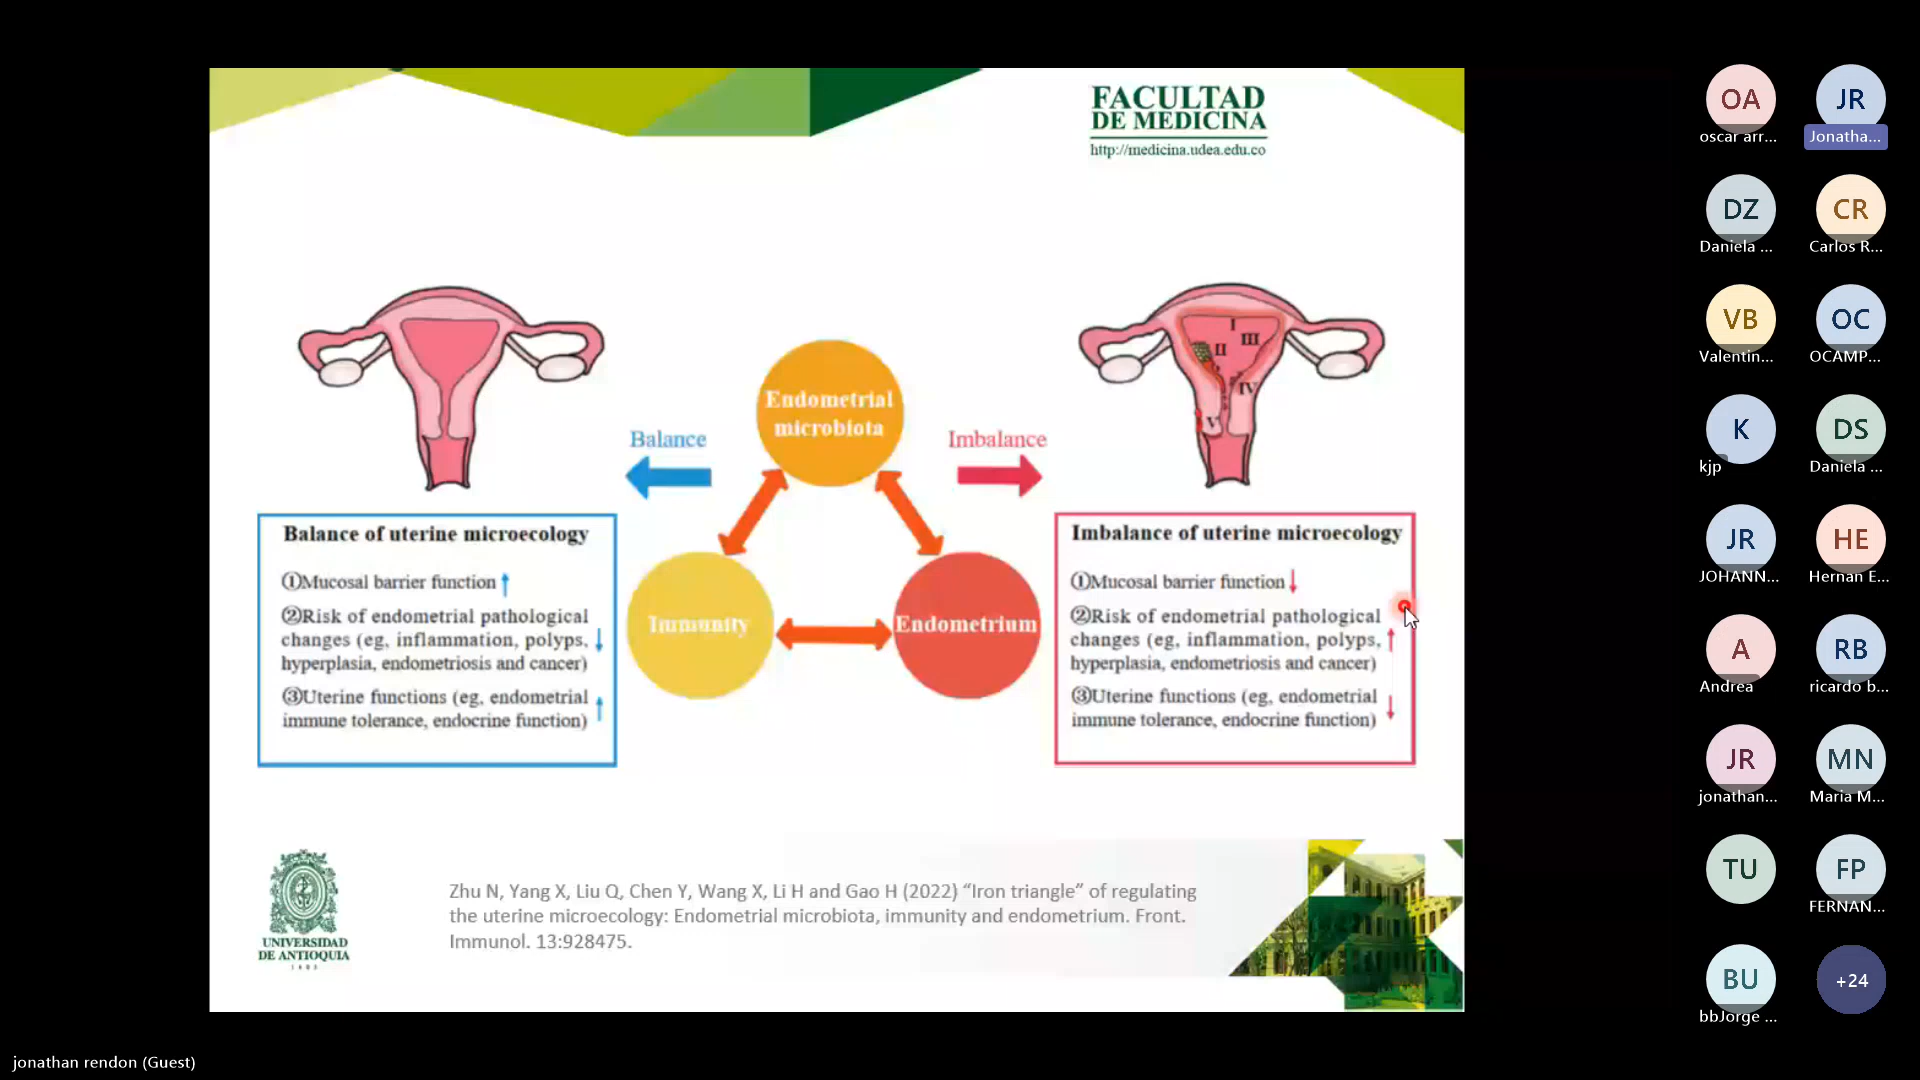 FACULTAD
DE MEDICINA
http://medicina.udea.edu.co
Balance
Endometrial
microbiota
Imbalance
I
II
III
IV
V
Balance of uterine microecology
①Mucosal barrier function↑
②Risk of endometrial pathological
changes (eg, inflammation, polyps,↓
hyperplasia, endometriosis and cancer)
③Uterine functions (eg, endometrial
immune tolerance, endocrine function)↑
Immunity
Endometrium
Imbalance of uterine microecology
①Mucosal barrier function↓
②Risk of endometrial pathological
changes (eg, inflammation, polyps,↑
hyperplasia, endometriosis and cancer)
③Uterine functions (eg, endometrial
immune tolerance, endocrine function)↓
UNIVERSIDAD
DE ANTIOQUIA
1803
Zhu N, Yang X, Liu Q, Chen Y, Wang X, Li H and Gao H (2022) “Iron triangle” of regulating
the uterine microecology: Endometrial microbiota, immunity and endometrium. Front.
Immunol. 13:928475.
OA
oscar arr...
JR
Jonatha...
DZ
Daniela ...
CR
Carlos R...
VB
Valentin...
OC
OCAMP...
K
kjp
DS
Daniela ...
JR
JOHANN...
HE
Hernan E...
A
Andrea
RB
ricardo b...
JR
jonathan...
MN
Maria M...
TU
FP
FERNAN...
BU
bbJorge ...
+24
jonathan rendon (Guest)